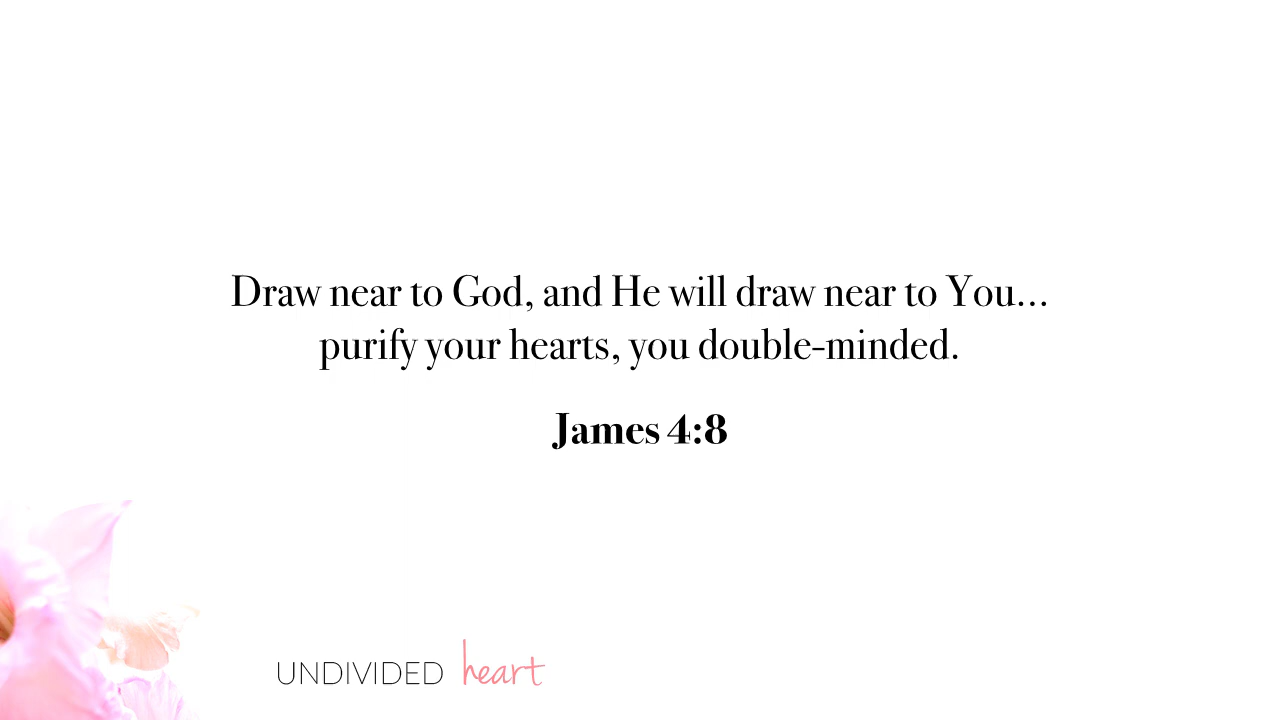 Draw near to God, and He will draw near to You...
purify your hearts, you double-minded.
James 4:8
UNDIVIDED heart